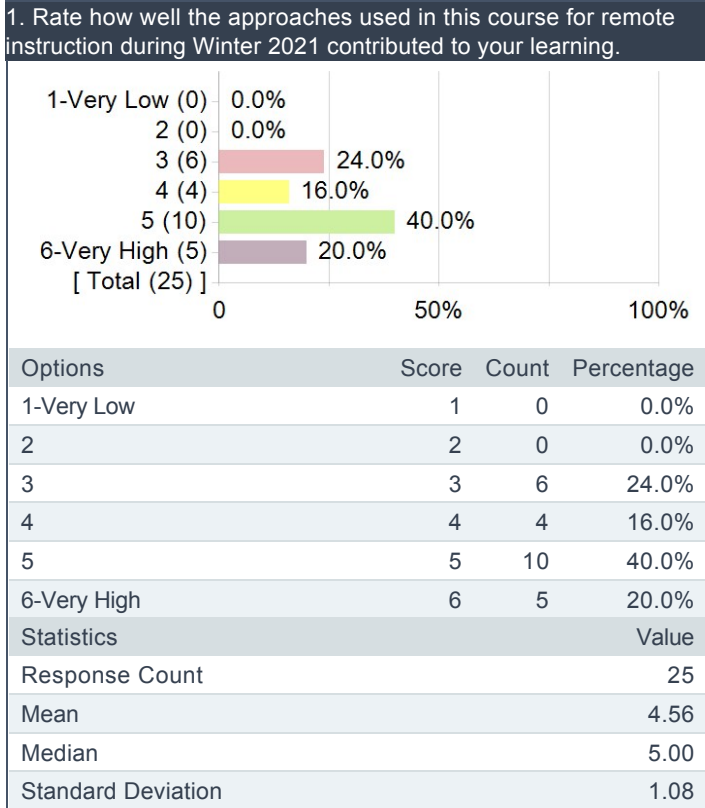 1. Rate how well the approaches used in this course for remote
instruction during Winter 2021 contributed to your learning.
1-Very Low (0) 0.0%
2 (0) 0.0%
3 (6) 24.0%
4 (4) 16.0%
5 (10) 40.0%
6-Very High (5) 20.0%
[ Total (25) ]
0 50% 100%
Options Score Count Percentage
1-Very Low 1 0 0.0%
2 2 0 0.0%
3 3 6 24.0%
4 4 4 16.0%
5 5 10 40.0%
6-Very High 6 5 20.0%
Statistics Value
Response Count 25
Mean 4.56
Median 5.00
Standard Deviation 1.08